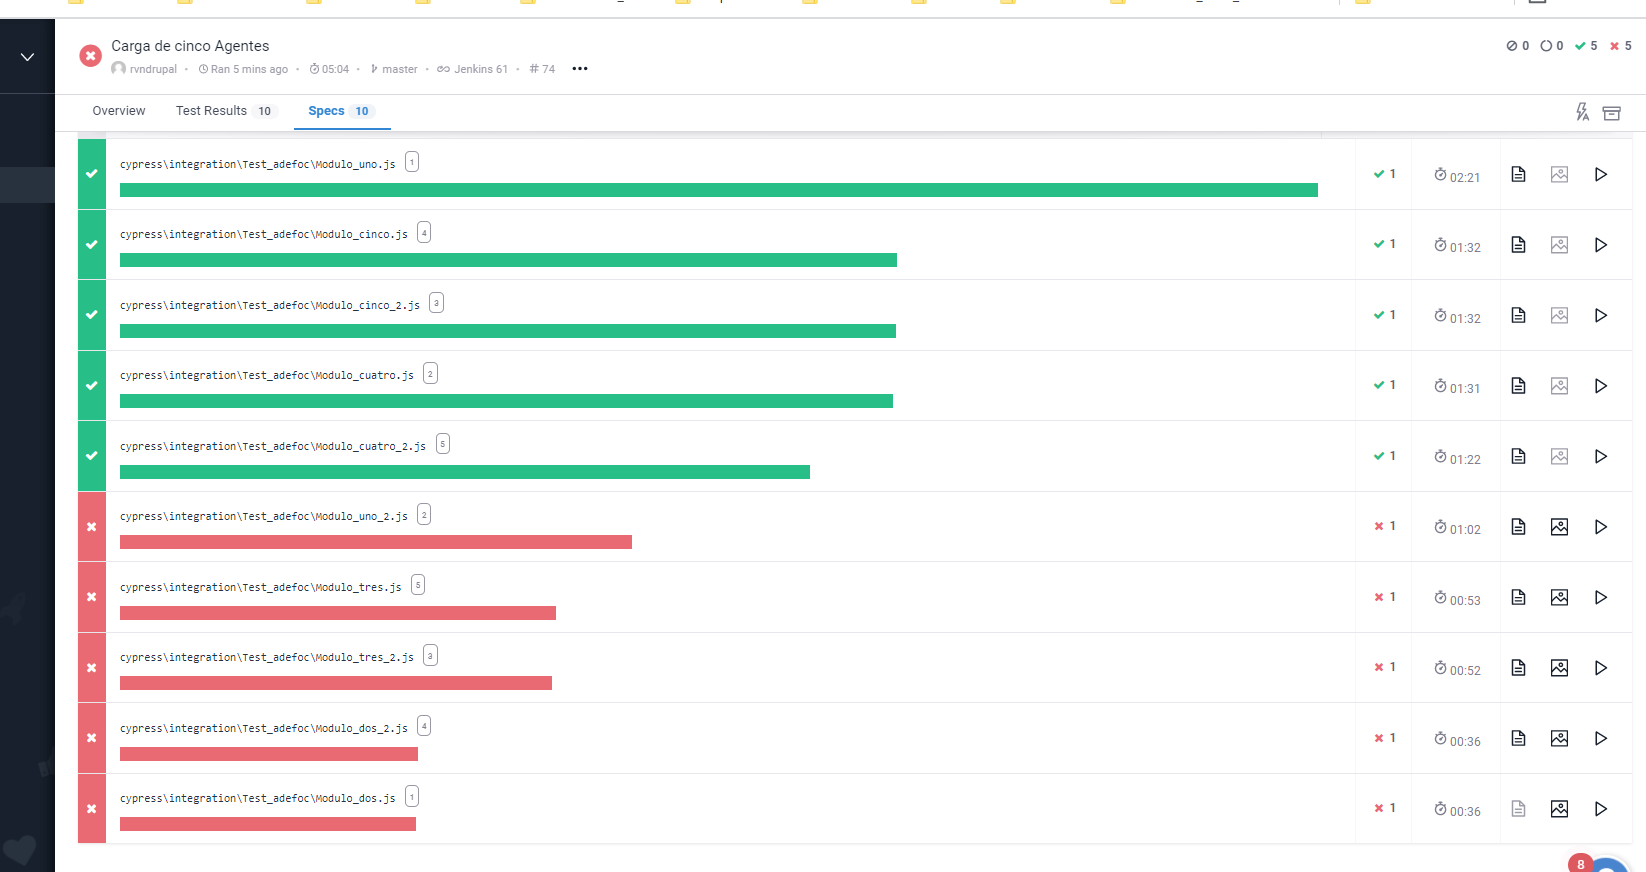 Carga de cinco Agentes
0 0 5 5
rvndrupal • Ran 5 mins ago • 05:04 • master • Jenkins 61 • # 74 •••
Overview Test Results 10 Specs 10
cypress\integration\Test_adefoc\Modulo_uno.js 1 1 02:21
cypress\integration\Test_adefoc\Modulo_cinco.js 4 1 01:32
cypress\integration\Test_adefoc\Modulo_cinco_2.js 3 1 01:32
cypress\integration\Test_adefoc\Modulo_cuatro.js 2 1 01:31
cypress\integration\Test_adefoc\Modulo_cuatro_2.js 5 1 01:22
cypress\integration\Test_adefoc\Modulo_uno_2.js 2 1 01:02
cypress\integration\Test_adefoc\Modulo_tres.js 5 1 00:53
cypress\integration\Test_adefoc\Modulo_tres_2.js 3 1 00:52
cypress\integration\Test_adefoc\Modulo_dos_2.js 4 1 00:36
cypress\integration\Test_adefoc\Modulo_dos.js 1 1 00:36
8